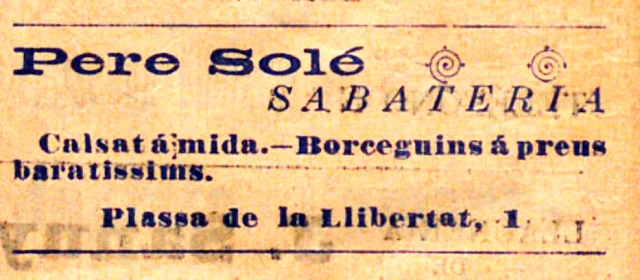 Pere Solé
SABATERIA
Calsat á mida.—Borceguins á preus
baratissims.
Plassa de la Llibertat, 1